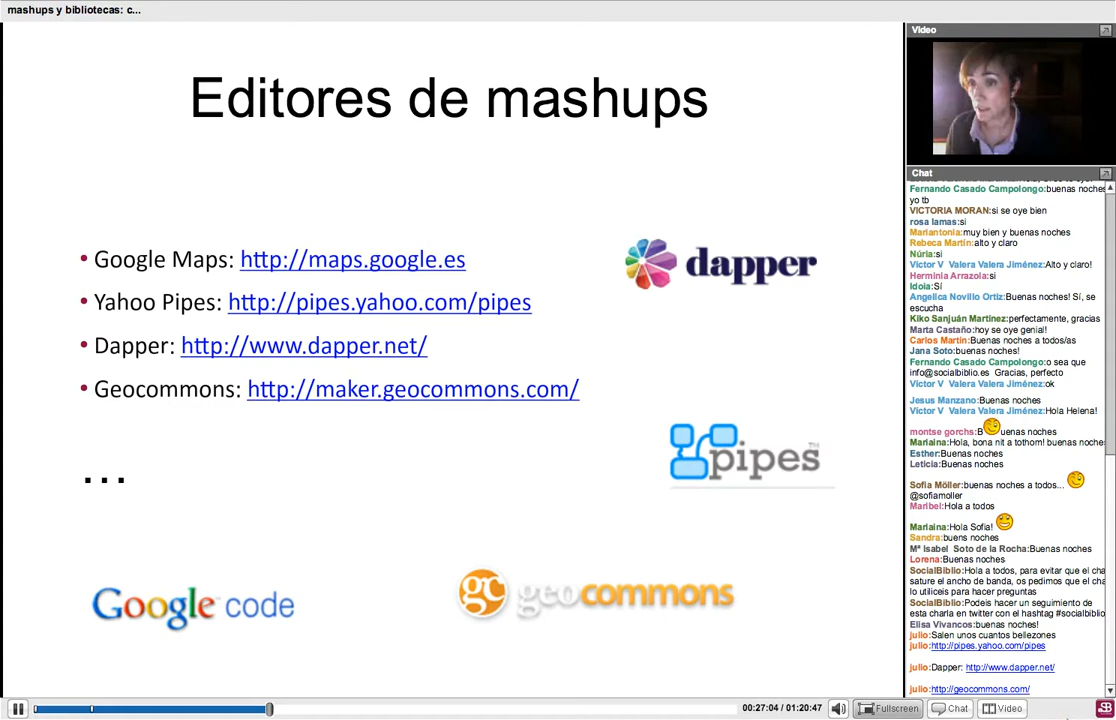 mashups y bibliotecas: c...
Editores de mashups
• Google Maps: http://maps.google.es
• Yahoo Pipes: http://pipes.yahoo.com/pipes
• Dapper: http://www.dapper.net/
• Geocommons: http://maker.geocommons.com/
...
dapper
pipes™
Google™ code
gc geocommons
Video
Chat
Fernando Casado Campolongo:buenas noches
yo tb
VICTORIA MORAN:si se oye bien
rosa lamas:si
Mariantonia:muy bien y buenas noches
Rebeca Martín:alto y claro
Núria:si
Víctor V Valera Valera Jiménez:Alto y claro!
Herminia Arrazola:si
Idoia:Sí
Angelica Novillo Ortiz:Buenas noches! Sí, se
escucha
Kiko Sanjuán Martinez:perfectamente, gracias
Marta Castaño:hoy se oye genial!
Carlos Martín:Buenas noches a todos/as
Jana Soto:buenas noches!
Fernando Casado Campolongo:o sea que
info@socialbiblio.es Gracias, perfecto
Víctor V Valera Valera Jiménez:ok
Jesus Manzano:Buenas noches
Víctor V Valera Valera Jiménez:Hola Helena!
montse gorchs:B uenas noches
Mariaina:Hola, bona nit a tothom! buenas noche
Esther:Buenas noches
Leticia:Buenas noches
Sofia Möller:buenas noches a todos...
@sofiamoller
Maribel:Hola a todos
Mariaina:Hola Sofia!
Sandra:buens noches
Mª Isabel Soto de la Rocha:Buenas noches
Lorena:Buenas noches
SocialBiblio:Hola a todos, para evitar que el cha
sature el ancho de banda, os pedimos que el cha
lo utiliceis para hacer preguntas
SocialBiblio:Podeis hacer un seguimiento de
esta charla en twitter con el hashtag #socialbiblio
Elisa Vivancos:buenas noches!
julio:Salen unos cuantos bellezones
julio:http://pipes.yahoo.com/pipes
julio:Dapper: http://www.dapper.net/
julio:http://geocommons.com/
00:27:04 / 01:20:47
Fullscreen
Chat
Video
SB